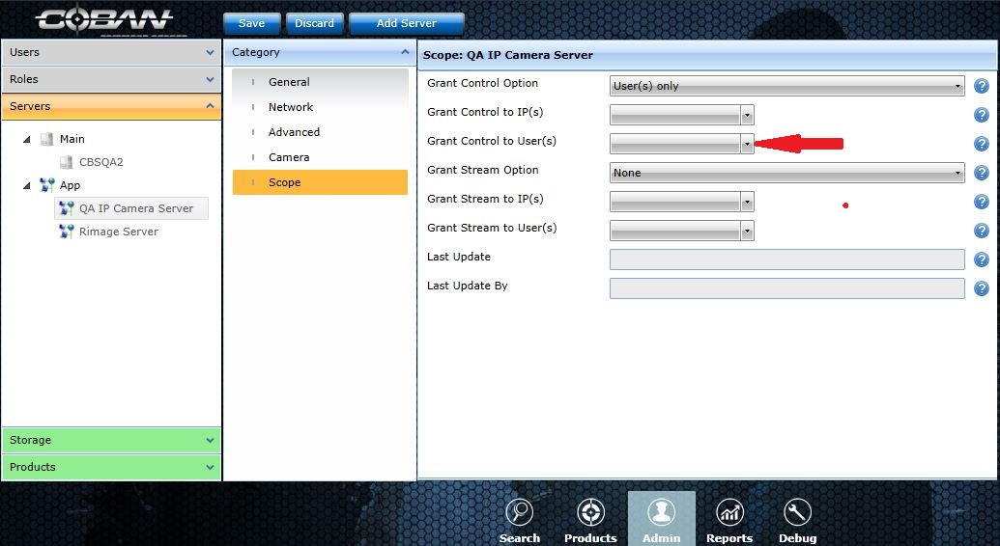 COBAN
COMMAND CENTER
Save
Discard
Add Server
Users
Roles
Servers
Main
CBSQA2
App
QA IP Camera Server
Rimage Server
Storage
Products
Category
General
Network
Advanced
Camera
Scope
Scope: QA IP Camera Server
Grant Control Option
User(s) only
?
Grant Control to IP(s)
?
Grant Control to User(s)
?
Grant Stream Option
None
?
Grant Stream to IP(s)
?
Grant Stream to User(s)
?
Last Update
?
Last Update By
?
Search
Products
Admin
Reports
Debug